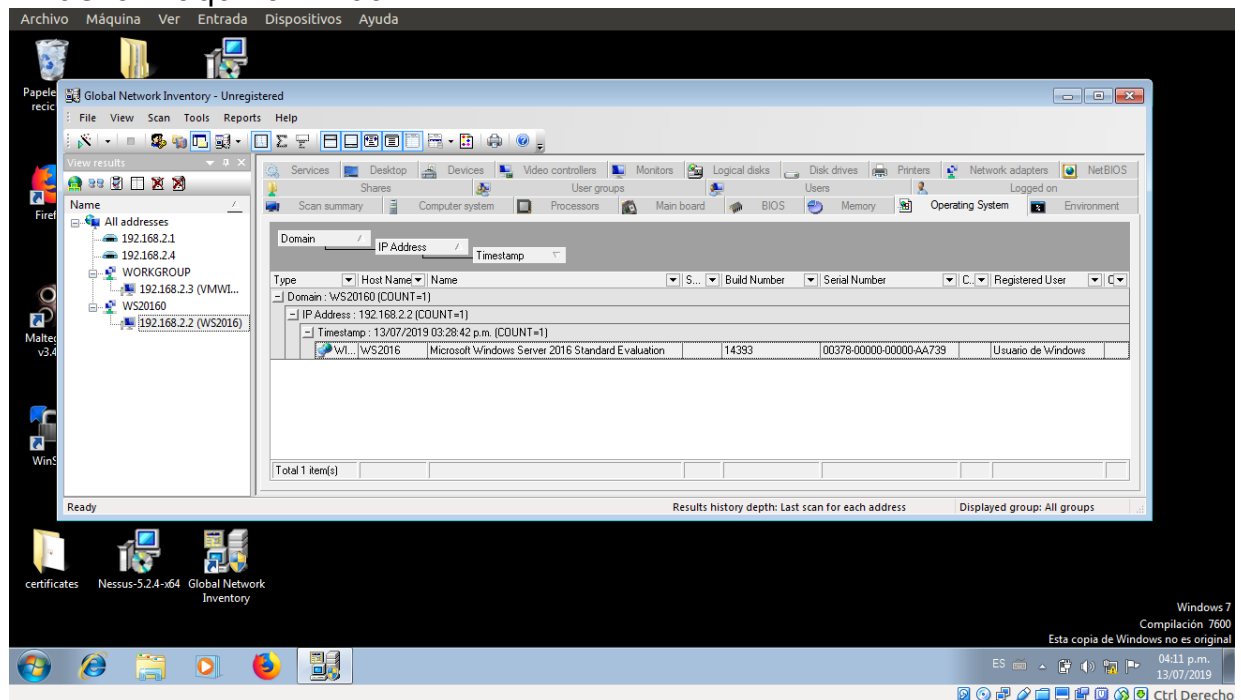 Archivo Máquina Ver Entrada Dispositivos Ayuda
Global Network Inventory - Unregistered
File View Scan Tools Reports Help
View results
Name
All addresses
192.168.2.1
192.168.2.4
WORKGROUP
192.168.2.3 (VMWI...
WS20160
192.168.2.2 (WS2016)
Services Desktop Devices Video controllers Monitors Logical disks Disk drives Printers Network adapters NetBIOS
Shares User groups Users Logged on
Scan summary Computer system Processors Main board BIOS Memory Operating System Environment
Domain
IP Address
Timestamp
Type Host Name Name S... Build Number Serial Number C... Registered User
Domain : WS20160 (COUNT=1)
IP Address : 192.168.2.2 (COUNT=1)
Timestamp : 13/07/2019 03:28:42 p.m. (COUNT=1)
WI... WS2016 Microsoft Windows Server 2016 Standard Evaluation 14393 00378-00000-00000-AA739 Usuario de Windows
Total 1 item(s)
Ready
Results history depth: Last scan for each address
Displayed group: All groups
certificates
Nessus-5.2.4-x64
Global Network
Inventory
Windows 7
Compilación 7600
Esta copia de Windows no es original
ES
04:11 p.m.
13/07/2019
Ctrl Derecho